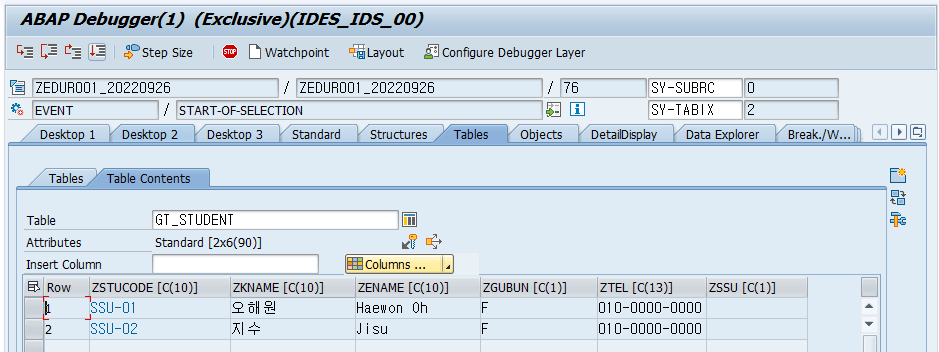 ABAP Debugger(1) (Exclusive)(IDES_IDS_00)
Step Size Watchpoint Layout Configure Debugger Layer
ZEDUR001_20220926 / ZEDUR001_20220926 / 76 SY-SUBRC 0
EVENT / START-OF-SELECTION SY-TABIX 2
Desktop 1 Desktop 2 Desktop 3 Standard Structures Tables Objects DetailDisplay Data Explorer Break./W...
Tables Table Contents
Table GT_STUDENT
Attributes Standard [2x6(90)]
Insert Column Columns ...
Row ZSTUCODE [C(10)] ZKNAME [C(10)] ZENAME [C(10)] ZGUBUN [C(1)] ZTEL [C(13)] ZSSU [C(1)]
1 SSU-01 오해원 Haewon Oh F 010-0000-0000
2 SSU-02 지수 Jisu F 010-0000-0000